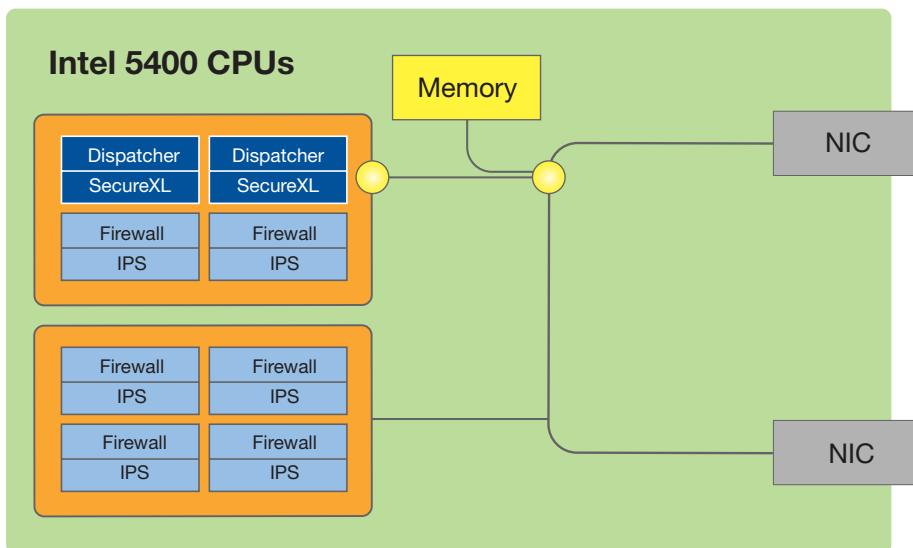 Intel 5400 CPUs
Memory
NIC
Dispatcher
SecureXL
Dispatcher
SecureXL
Firewall
IPS
Firewall
IPS
Firewall
IPS
Firewall
IPS
Firewall
IPS
Firewall
IPS
NIC